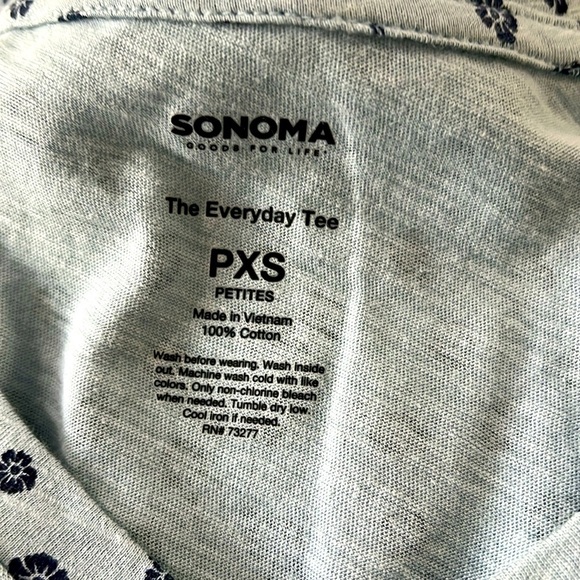 SONOMA
GOODS FOR LIFE™
The Everyday Tee
PXS
PETITES
Made in Vietnam
100% Cotton
Wash before wearing. Wash inside
out. Machine wash cold with like
colors. Only non-chlorine bleach
when needed. Tumble dry low.
Cool iron if needed.
RN# 73277